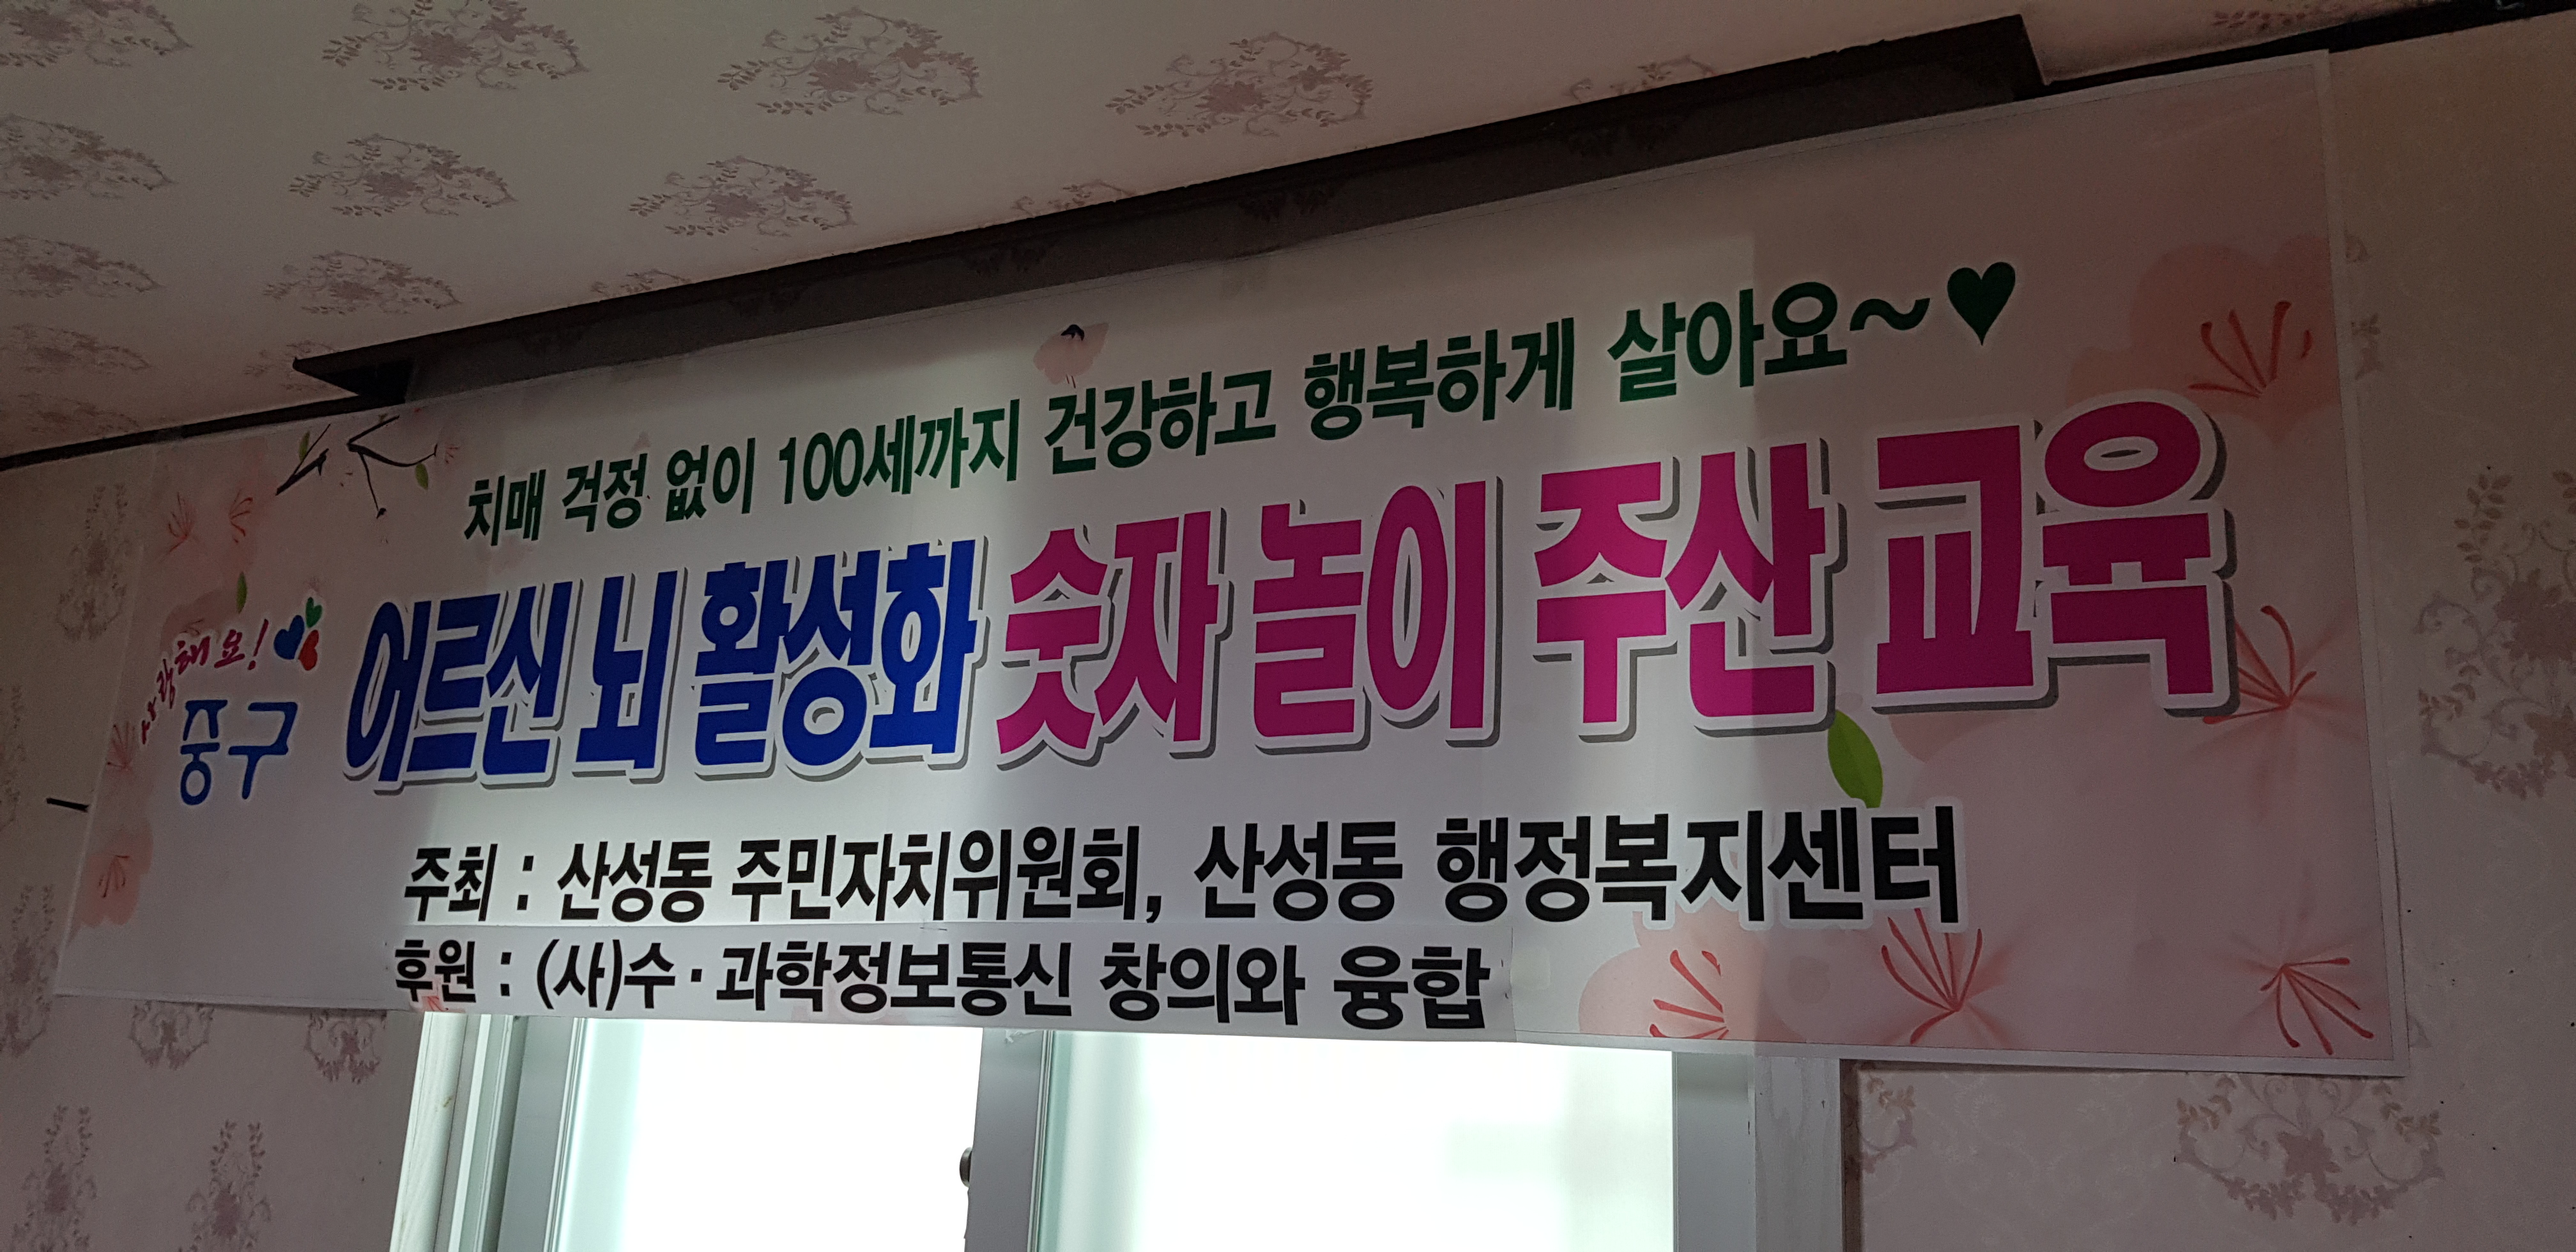 치매 걱정 없이 100세까지 건강하고 행복하게 살아요~♥
사랑해요!
중구
어르신 뇌 활성화 숫자 놀이 주산 교육
주최 : 산성동 주민자치위원회, 산성동 행정복지센터
후원 : (사)수·과학정보통신 창의와 융합